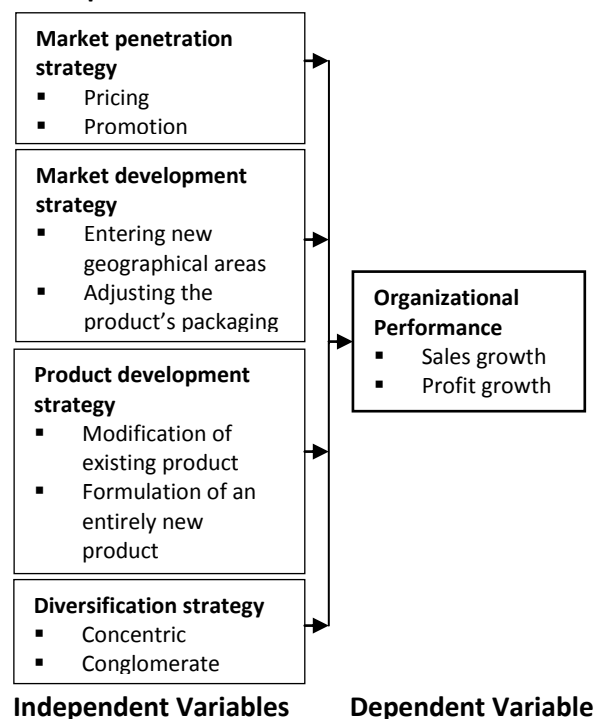 Market penetration
strategy
▪ Pricing
▪ Promotion
Market development
strategy
▪ Entering new
geographical areas
▪ Adjusting the
product's packaging
Product development
strategy
▪ Modification of
existing product
▪ Formulation of an
entirely new
product
Diversification strategy
▪ Concentric
▪ Conglomerate
Organizational
Performance
▪ Sales growth
▪ Profit growth
Independent Variables
Dependent Variable